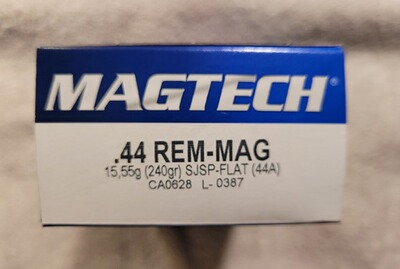 MAGTECH®
.44 REM-MAG
15,55g (240gr) SJSP-FLAT (44A)
CA0628 L- 0387